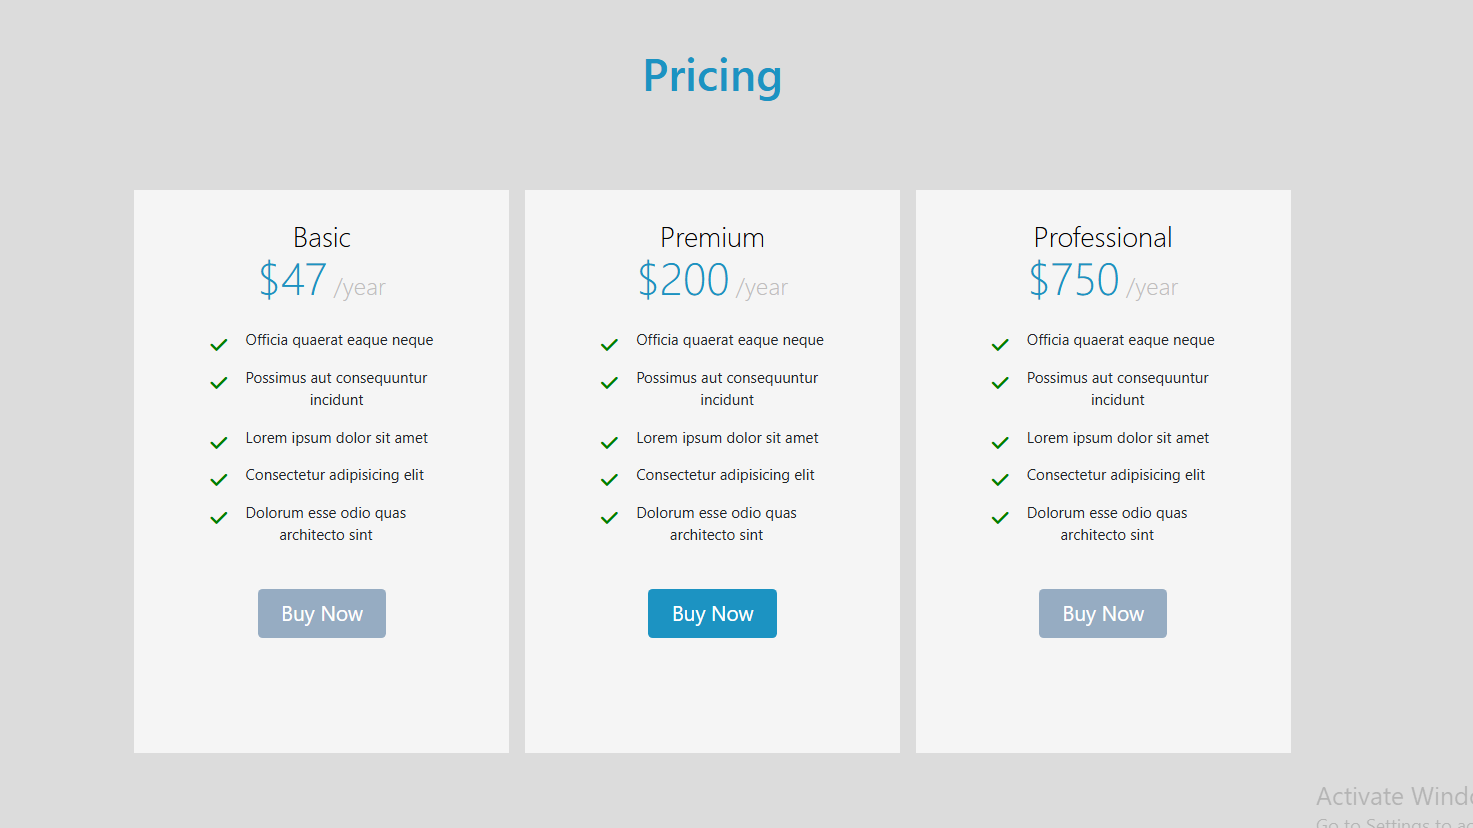 Pricing
Basic
$47 /year
Officia quaerat eaque neque
Possimus aut consequuntur
incidunt
Lorem ipsum dolor sit amet
Consectetur adipisicing elit
Dolorum esse odio quas
architecto sint
Buy Now
Premium
$200 /year
Officia quaerat eaque neque
Possimus aut consequuntur
incidunt
Lorem ipsum dolor sit amet
Consectetur adipisicing elit
Dolorum esse odio quas
architecto sint
Buy Now
Professional
$750 /year
Officia quaerat eaque neque
Possimus aut consequuntur
incidunt
Lorem ipsum dolor sit amet
Consectetur adipisicing elit
Dolorum esse odio quas
architecto sint
Buy Now
Activate
Go to Settings to